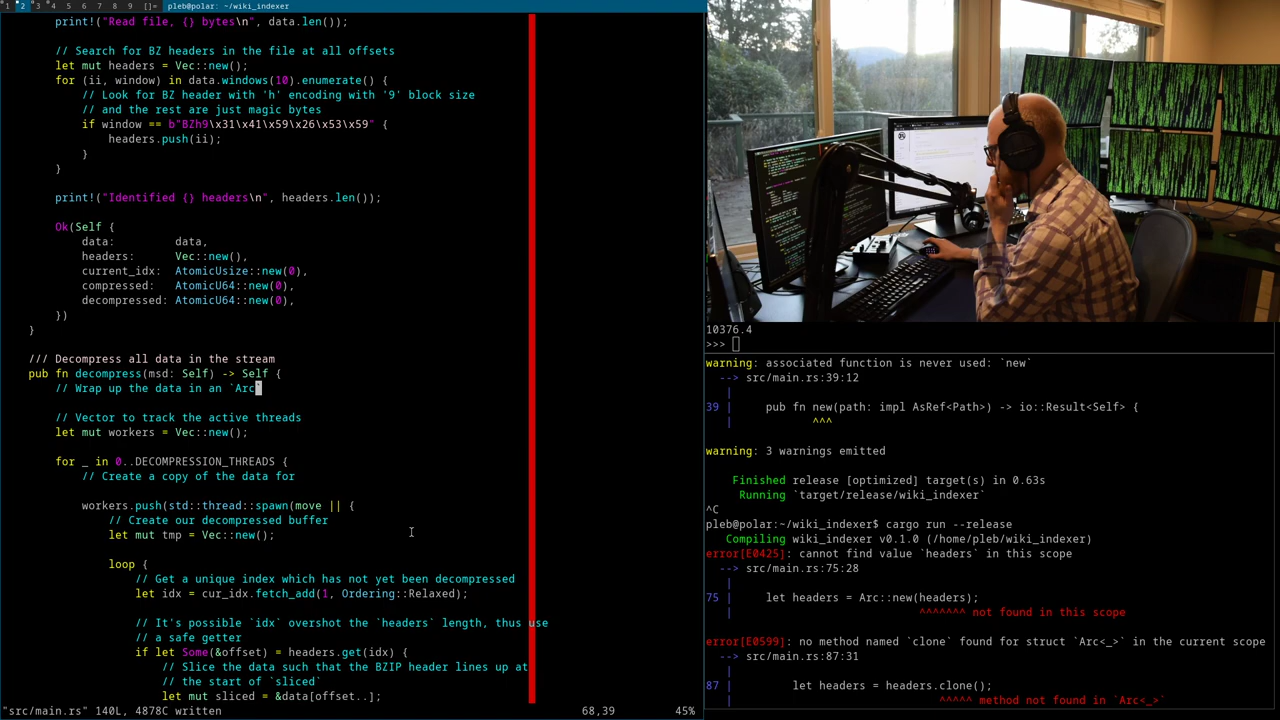 1 2 3 4 5 6 7 8 9 []= pleb@polar: ~/wiki_indexer
print!("Read file, {} bytes\n", data.len());
// Search for BZ headers in the file at all offsets
let mut headers = Vec::new();
for (ii, window) in data.windows(10).enumerate() {
// Look for BZ header with 'h' encoding with '9' block size
// and the rest are just magic bytes
if window == b"BZh9\x31\x41\x59\x26\x53\x59" {
headers.push(ii);
}
}
print!("Identified {} headers\n", headers.len());
Ok(Self {
data: data,
headers: Vec::new(),
current_idx: AtomicUsize::new(0),
compressed: AtomicU64::new(0),
decompressed: AtomicU64::new(0),
})
}
/// Decompress all data in the stream
pub fn decompress(msd: Self) -> Self {
// Wrap up the data in an `Arc`
// Vector to track the active threads
let mut workers = Vec::new();
for _ in 0..DECOMPRESSION_THREADS {
// Create a copy of the data for
workers.push(std::thread::spawn(move || {
// Create our decompressed buffer
let mut tmp = Vec::new();
loop {
// Get a unique index which has not yet been decompressed
let idx = cur_idx.fetch_add(1, Ordering::Relaxed);
// It's possible `idx` overshot the `headers` length, thus use
// a safe getter
if let Some(&offset) = headers.get(idx) {
// Slice the data such that the BZIP header lines up at
// the start of `sliced`
let mut sliced = &data[offset..];
"src/main.rs" 140L, 4878C written 68,39 45%
10376.4
>>>
warning: associated function is never used: `new`
--> src/main.rs:39:12
|
39 | pub fn new(path: impl AsRef<Path>) -> io::Result<Self> {
| ^^^
warning: 3 warnings emitted
Finished release [optimized] target(s) in 0.63s
Running `target/release/wiki_indexer`
^C
pleb@polar:~/wiki_indexer$ cargo run --release
Compiling wiki_indexer v0.1.0 (/home/pleb/wiki_indexer)
error[E0425]: cannot find value `headers` in this scope
--> src/main.rs:75:28
|
75 | let headers = Arc::new(headers);
| ^^^^^^^ not found in this scope
error[E0599]: no method named `clone` found for struct `Arc<_>` in the current scope
--> src/main.rs:87:31
|
87 | let headers = headers.clone();
| ^^^^^ method not found in `Arc<_>`